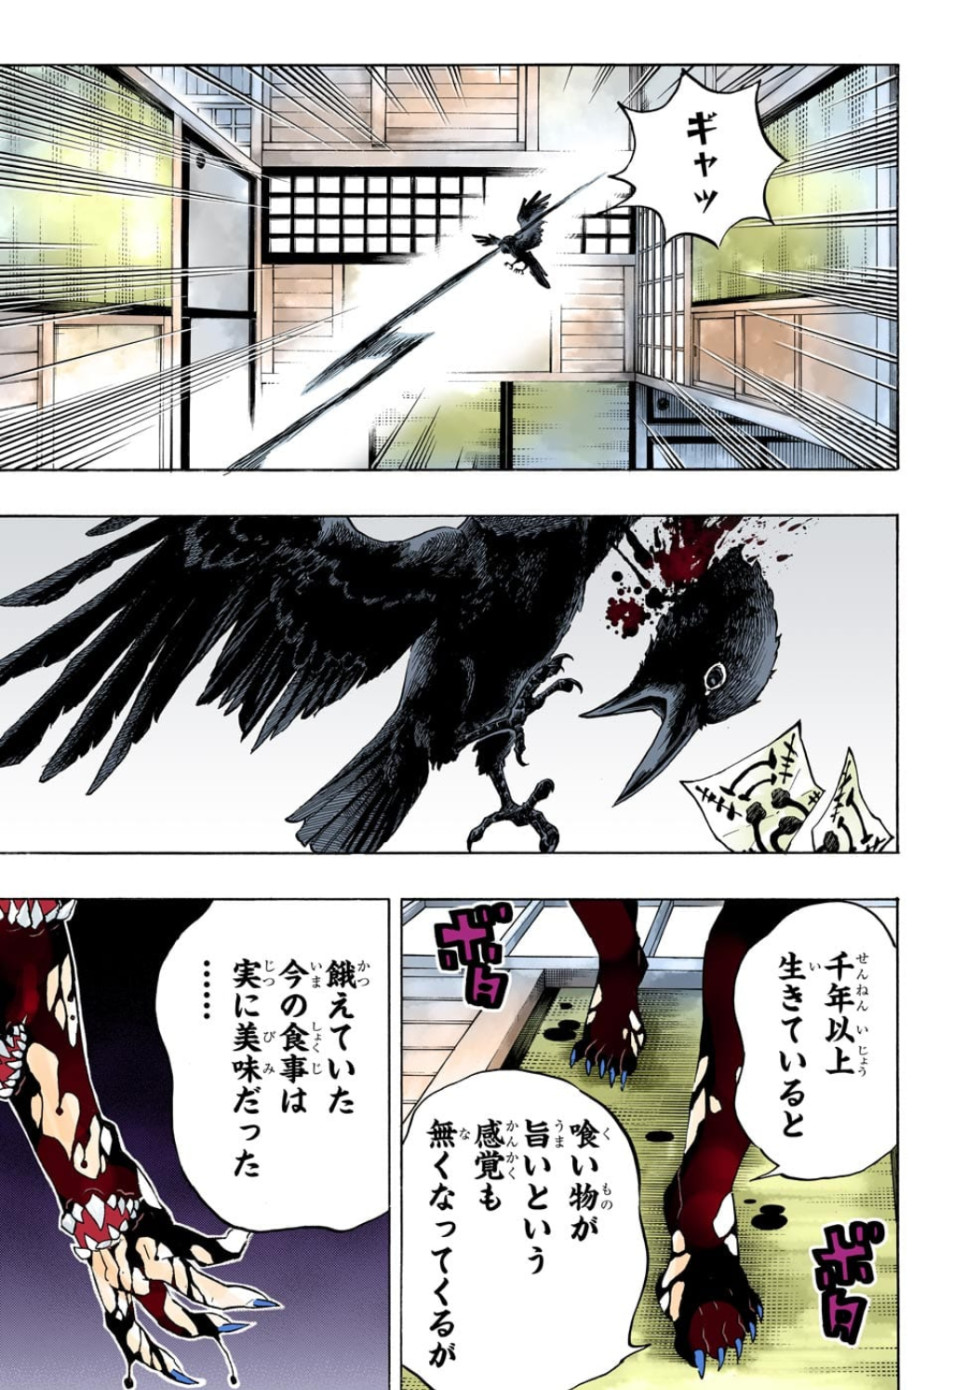 ギャッ
千年以上
生きていると
喰い物が
旨いという
感覚も
無くなってくるが
ボタ
ボタ
餓えていた
今の食事は
実に美味だった
……